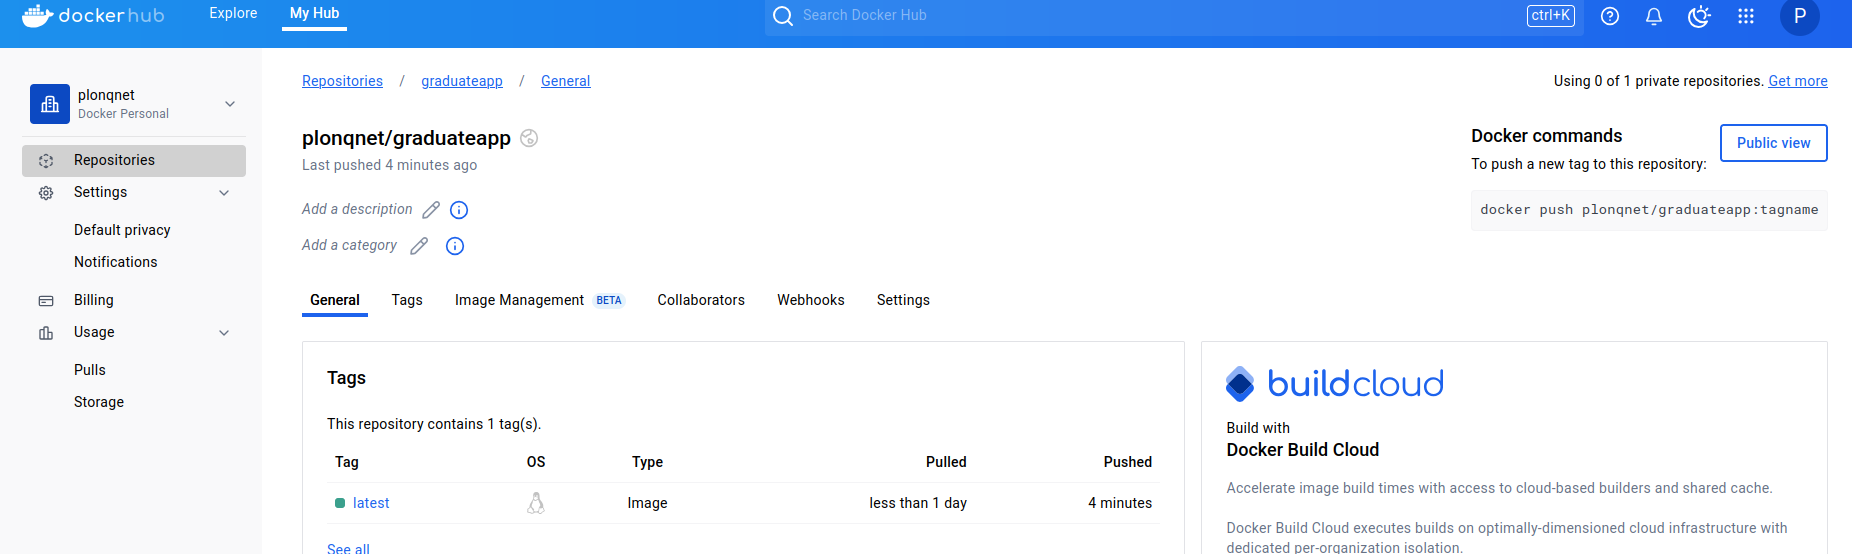 dockerhub
Explore
My Hub
Search Docker Hub
ctrl+K
P
plonqnet
Docker Personal
Repositories
Settings
Default privacy
Notifications
Billing
Usage
Pulls
Storage
Repositories / graduateapp / General
Using 0 of 1 private repositories. Get more
plonqnet/graduateapp
Last pushed 4 minutes ago
Add a description
Add a category
Docker commands
Public view
To push a new tag to this repository:
docker push plonqnet/graduateapp:tagname
General Tags Image Management BETA Collaborators Webhooks Settings
Tags
This repository contains 1 tag(s).
Tag OS Type Pulled Pushed
latest Image less than 1 day 4 minutes
See all
buildcloud
Build with
Docker Build Cloud
Accelerate image build times with access to cloud-based builders and shared cache.
Docker Build Cloud executes builds on optimally-dimensioned cloud infrastructure with
dedicated per-organization isolation.